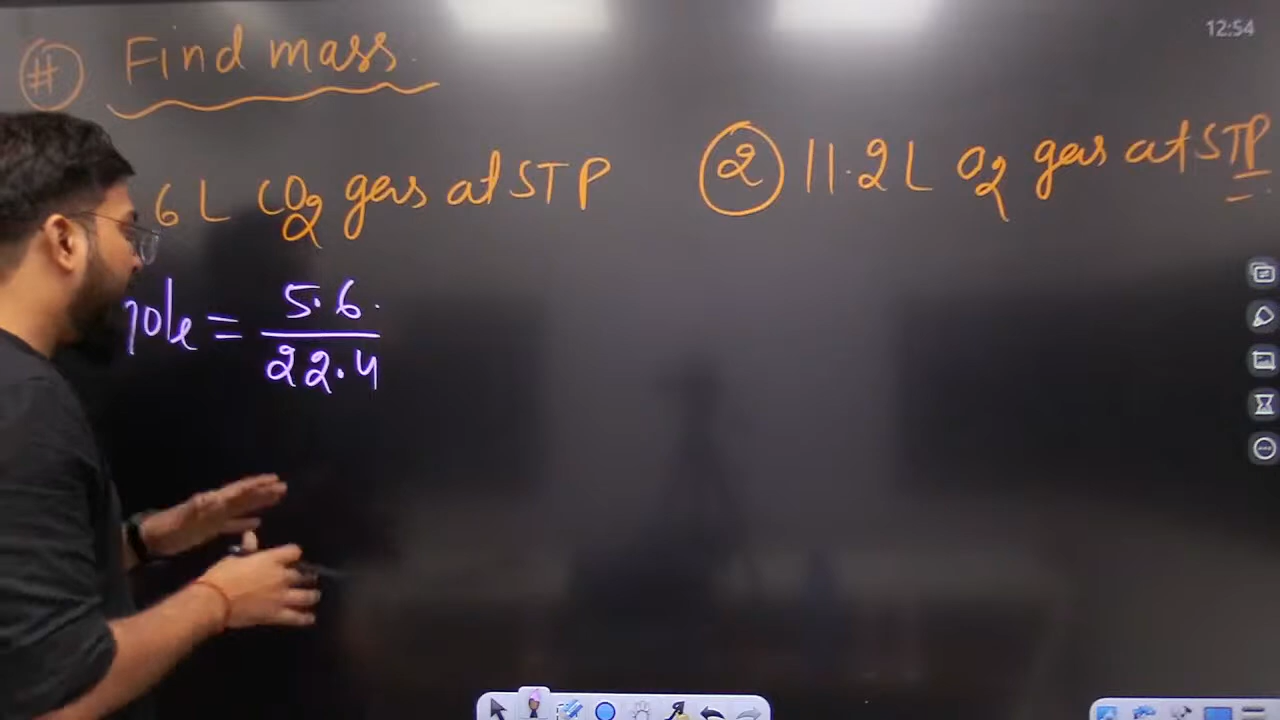 12:54
# Find mass.
6 L CO2 gas at STP
② 11.2 L O2 gas at STP
= 5.6
22.4